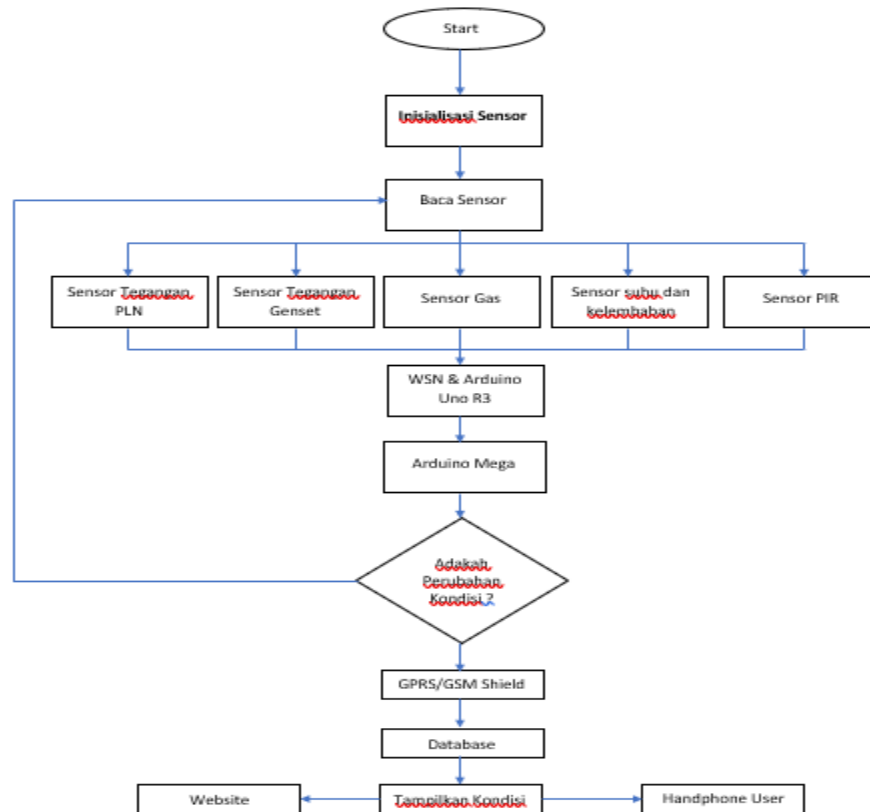 Start
Inisialisasi Sensor
Baca Sensor
Sensor Tegangan
PLN
Sensor Tegangan
Genset
Sensor Gas
Sensor suhu dan
kelembaban
Sensor PIR
WSN & Arduino
Uno R3
Arduino Mega
Adakah
Perubahan
Kondisi ?
GPRS/GSM Shield
Database
Website
Tampilkan Kondisi
Handphone User